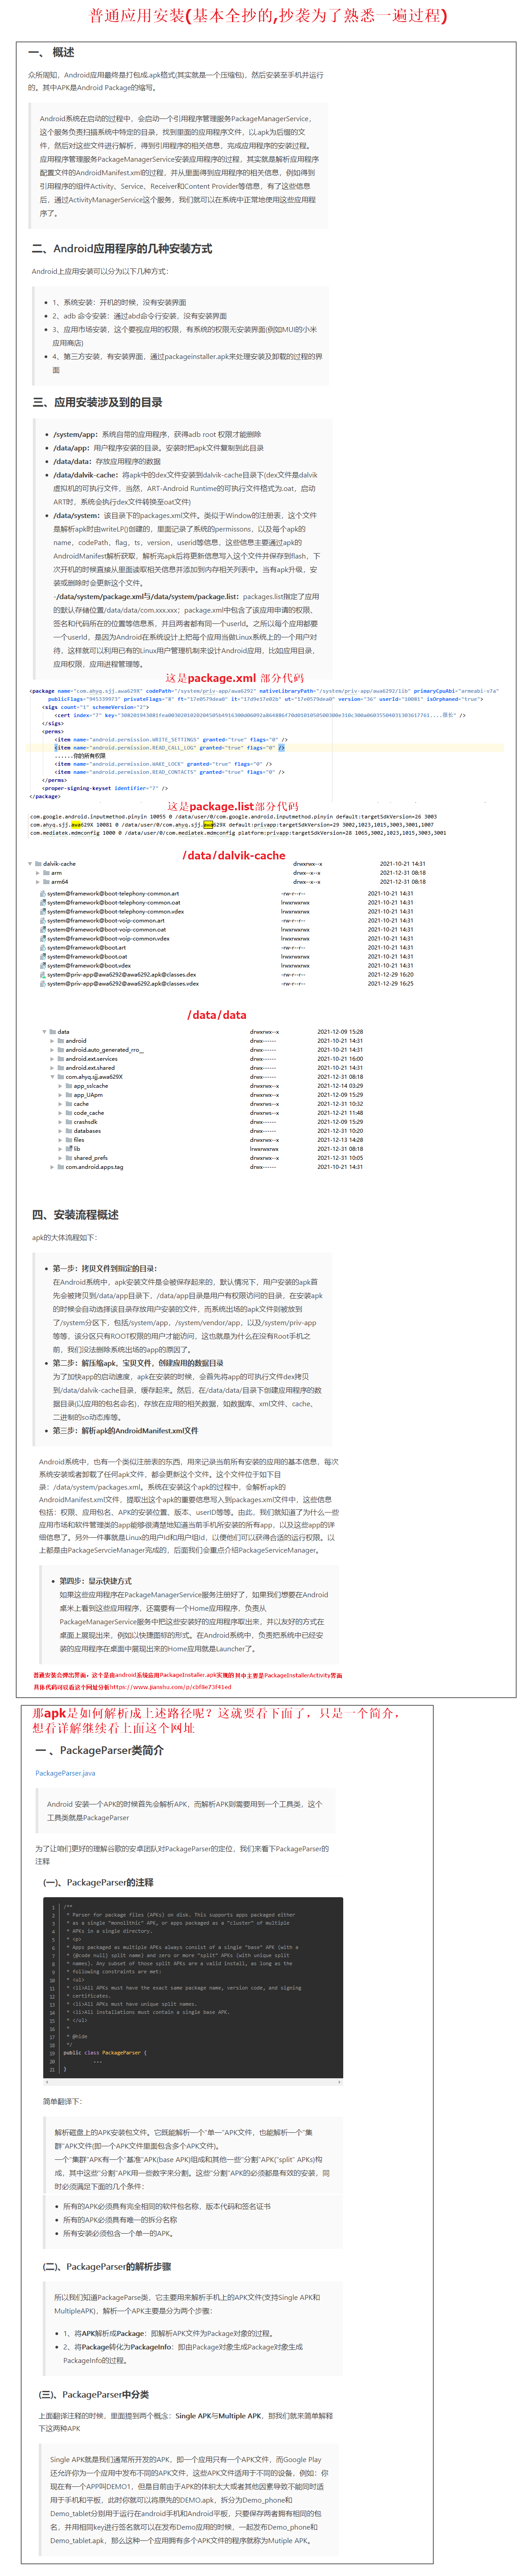 普通应用安装(基本全抄的,抄袭为了熟悉一遍过程)
一、 概述
众所周知，Android应用最终是打包成.apk格式(其实就是一个压缩包)，然后安装至手机并运行
的。其中APK是Android Package的缩写。
Android系统在启动的过程中，会启动一个引用程序管理服务PackageManagerService，
这个服务负责扫描系统中特定的目录，找到里面的应用程序文件，以.apk为后缀的文
件，然后对这些文件进行解析，得到引用程序的相关信息，完成应用程序的安装过程。
应用程序管理服务PackageManagerService安装应用程序的过程，其实就是解析应用程序
配置文件的AndroidManifest.xml的过程，并从里面得到应用程序的相关信息，例如得到
引用程序的组件Activity、Service、Receiver和Content Provider等信息，有了这些信息
后，通过ActivityManagerService这个服务，我们就可以在系统中正常地使用这些应用程
序了。
二、Android应用程序的几种安装方式
Android上应用安装可以分为以下几种方式：
• 1、系统安装：开机的时候，没有安装界面
• 2、adb 命令安装：通过abd命令行安装，没有安装界面
• 3、应用市场安装，这个要视应用的权限，有系统的权限无安装界面(例如MUI的小米
应用商店)
• 4、第三方安装，有安装界面，通过packageinstaller.apk来处理安装及卸载的过程的界
面
三、应用安装涉及到的目录
• /system/app：系统自带的应用程序，获得adb root 权限才能删除
• /data/app：用户程序安装的目录。安装时把apk文件复制到此目录
• /data/data：存放应用程序的数据
• /data/dalvik-cache：将apk中的dex文件安装到dalvik-cache目录下(dex文件是dalvik
虚拟机的可执行文件，当然，ART-Android Runtime的可执行文件格式为.oat，启动
ART时，系统会执行dex文件转换至oat文件)
• /data/system：该目录下的packages.xml文件。类似于Window的注册表，这个文件
是解析apk时由writeLP()创建的，里面记录了系统的permissons，以及每个apk的
name，codePath，flag，ts，version，userid等信息，这些信息主要通过apk的
AndroidManifest解析获取，解析完apk后将更新信息写入这个文件并保存到flash，下
次开机的时候直接从里面读取相关信息并添加到内存相关列表中。当有apk升级，安
装或删除时会更新这个文件。
-/data/system/package.xml与/data/system/package.list：packages.list指定了应用
的默认存储位置/data/data/com.xxx.xxx；package.xml中包含了该应用申请的权限，
签名和代码所在的位置等信息系，并且两者都有同一个userId。之所以每个应用都要
一个userId，是因为Android在系统设计上把每个应用当做Linux系统上的一个用户对
待，这样就可以利用已有的Linux用户管理机制来设计Android应用，比如应用目录，
应用权限，应用进程管理等。
这是package.xml 部分代码
<sigs count="1" schemeVersion="2">
</sigs>
<perms>
<item name="android.permission.WRITE_SETTINGS" granted="true" flags="0" />
<item name="android.permission.READ_CALL_LOG" granted="true" flags="0" />
......你的所有权限
<item name="android.permission.WAKE_LOCK" granted="true" flags="0" />
<item name="android.permission.READ_CONTACTS" granted="true" flags="0" />
</perms>
<proper-signing-keyset identifier="7" />
</package>
这是package.list部分代码
com.google.android.inputmethod.pinyin 10055 0 /data/user/0/com.google.android.inputmethod.pinyin default:targetSdkVersion=26 3003
com.ahyq.sjj.awa629X 10081 0 /data/user/0/com.ahyq.sjj.awa629X default:privapp:targetSdkVersion=29 3002,1023,1015,3003,3001,1007
com.mediatek.mdmconfig 1000 0 /data/user/0/com.mediatek.mdmconfig platform:privapp:targetSdkVersion=28 1065,3002,1023,1015,3003,3001
/data/dalvik-cache
dalvik-cache drwxrwx--x 2021-10-21 14:31
arm drwx--x--x 2021-12-31 08:18
arm64 drwx--x--x 2021-12-31 08:18
system@framework@boot-telephony-common.art -rw-r--r-- 2021-10-21 14:31
system@framework@boot-telephony-common.oat lrwxrwxrwx 2021-10-21 14:31
system@framework@boot-telephony-common.vdex lrwxrwxrwx 2021-10-21 14:31
system@framework@boot-voip-common.art -rw-r--r-- 2021-10-21 14:31
system@framework@boot-voip-common.oat lrwxrwxrwx 2021-10-21 14:31
system@framework@boot-voip-common.vdex lrwxrwxrwx 2021-10-21 14:31
system@framework@boot.art -rw-r--r-- 2021-10-21 14:31
system@framework@boot.oat lrwxrwxrwx 2021-10-21 14:31
system@framework@boot.vdex lrwxrwxrwx 2021-10-21 14:31
system@priv-app@awa6292@awa6292.apk@classes.dex -rw-r--r-- 2021-12-29 16:20
system@priv-app@awa6292@awa6292.apk@classes.vdex -rw-r--r-- 2021-12-29 16:25
/data/data
data drwxrwx--x 2021-12-09 15:28
android drwx------ 2021-10-21 14:31
android.auto_generated_rro__ drwx------ 2021-10-21 14:31
android.ext.services drwx------ 2021-10-21 16:00
android.ext.shared drwx------ 2021-10-21 14:31
com.ahyq.sjj.awa629X drwx------ 2021-12-31 08:18
app_sslcache drwx------ 2021-12-14 03:29
app_UApm drwxrwx--x 2021-12-09 15:29
cache drwxrws--x 2021-12-31 10:32
code_cache drwxrws--x 2021-12-21 11:48
crashsdk drwx------ 2021-12-09 15:29
databases drwxrwx--x 2021-12-31 10:20
files drwxrwx--x 2021-12-13 14:28
lib lrwxrwxrwx 2021-12-31 08:18
shared_prefs drwxrwx--x 2021-12-31 10:05
com.android.apps.tag drwx------ 2021-10-21 14:31
四、安装流程概述
apk的大体流程如下：
• 第一步：拷贝文件到指定的目录：
在Android系统中，apk安装文件是会被保存起来的，默认情况下，用户安装的apk首
先会被拷贝到/data/app目录下，/data/app目录是用户有权限访问的目录，在安装apk
的时候会自动选择该目录存放用户安装的文件，而系统出场的apk文件则被放到
了/system分区下，包括/system/app，/system/vendor/app，以及/system/priv-app
等等，该分区只有ROOT权限的用户才能访问，这也就是为什么在没有Root手机之
前，我们没法删除系统出场的app的原因了。
• 第二步：解压缩apk，宝贝文件，创建应用的数据目录
为了加快app的启动速度，apk在安装的时候，会首先将app的可执行文件dex拷贝
到/data/dalvik-cache目录，缓存起来。然后，在/data/data/目录下创建应用程序的数
据目录(以应用的包名命名)，存放在应用的相关数据，如数据库、xml文件、cache、
二进制的so动态库等。
• 第三步：解析apk的AndroidManifest.xml文件
Android系统中，也有一个类似注册表的东西，用来记录当前所有安装的应用的基本信息，每次
系统安装或者卸载了任何apk文件，都会更新这个文件。这个文件位于如下目
录：/data/system/packages.xml。系统在安装这个apk的过程中，会解析apk的
AndroidManifest.xml文件，提取出这个apk的重要信息写入到packages.xml文件中，这些信息
包括：权限、应用包名、APK的安装位置、版本、userID等等。由此，我们就知道了为什么一些
应用市场和软件管理类的app能够很清楚地知道当前手机所安装的所有app，以及这些app的详
细信息了。另外一件事就是Linux的用户Id和用户组Id，以便他们可以获得合适的运行权限。以
上都是由PackageServcieManager完成的，后面我们会重点介绍PackageServiceManager。
• 第四步：显示快捷方式
如果这些应用程序在PackageManagerService服务注册好了，如果我们想要在Android
桌米上看到这些应用程序，还需要有一个Home应用程序，负责从
PackageManagerService服务中把这些安装好的应用程序取出来，并以友好的方式在
桌面上展现出来，例如以快捷图标的形式。在Android系统中，负责把系统中已经安
装的应用程序在桌面中展现出来的Home应用就是Launcher了。
普通安装会弹出界面，这个是由android系统应用PackageInstaller.apk实现的其中主要是PackageInstallerActivity界面
具体代码可以看这个网址分析https://www.jianshu.com/p/cbf8e73f41ed
那apk是如何解析成上述路径呢？这就要看下面了，只是一个简介，
想看详解继续看上面这个网址
一 、PackageParser类简介
PackageParser.java
Android 安装一个APK的时候首先会解析APK，而解析APK则需要用到一个工具类，这个
工具类就是PackageParser
为了让咱们更好的理解谷歌的安卓团队对PackageParser的定位，我们来看下PackageParser的
注释
(一)、PackageParser的注释
1 /**
2 * Parser for package files (APKs) on disk. This supports apps packaged either
3 * as a single "monolithic" APK, or apps packaged as a "cluster" of multiple
4 * APKs in a single directory.
5 * <p>
6 * Apps packaged as multiple APKs always consist of a single "base" APK (with a
7 * {@code null} split name) and zero or more "split" APKs (with unique split
8 * names). Any subset of those split APKs are a valid install, as long as the
9 * following constraints are met:
10 * <ul>
11 * <li>All APKs must have the exact same package name, version code, and signing
12 * certificates.
13 * <li>All APKs must have unique split names.
14 * <li>All installations must contain a single base APK.
15 * </ul>
16 *
17 * @hide
18 */
19 public class PackageParser {
20 ...
21 }
简单翻译下：
解析磁盘上的APK安装包文件。它既能解析一个"单一"APK文件，也能解析一个"集
群"APK文件(即一个APK文件里面包含多个APK文件)。
一个"集群"APK有一个"基准"APK(base APK)组成和其他一些"分割"APK("split" APKs)构
成，其中这些"分割"APK用一些数字来分割。这些"分割"APK的必须都是有效的安装，同
时必须满足下面的几个条件：
• 所有的APK必须具有完全相同的软件包名称，版本代码和签名证书
• 所有的APK必须具有唯一的拆分名称
• 所有安装必须包含一个单一的APK。
(二)、PackageParser的解析步骤
所以我们知道PackageParse类，它主要用来解析手机上的APK文件(支持Single APK和
MultipleAPK)，解析一个APK主要是分为两个步骤：
• 1、将APK解析成Package：即解析APK文件为Package对象的过程。
• 2、将Package转化为PackageInfo：即由Package对象生成Package对象生成
PackageInfo的过程。
(三)、PackageParser中分类
上面翻译注释的时候，里面提到两个概念：Single APK与Multiple APK，那我们就来简单解释
下这两种APK
Single APK就是我们通常所开发的APK，即一个应用只有一个APK文件，而Google Play
还允许你为一个应用中发布不同的APK文件，这些APK文件适用于不同的设备，例如：你
现在有一个APP叫DEMO1，但是目前由于APK的体积太大或者其他因素导致不能同时适
用于手机和平板，此时你就可以将原先的DEMO.apk，拆分为Demo_phone和
Demo_tablet分别用于运行在android手机和Android平板，只要保存两者拥有相同的包
名，并用相同key进行签名就可以在发布Demo应用的时候，一起发布Demo_phone和
Demo_tablet.apk，那么这种一个应用拥有多个APK文件的程序就称为Mutiple APK。